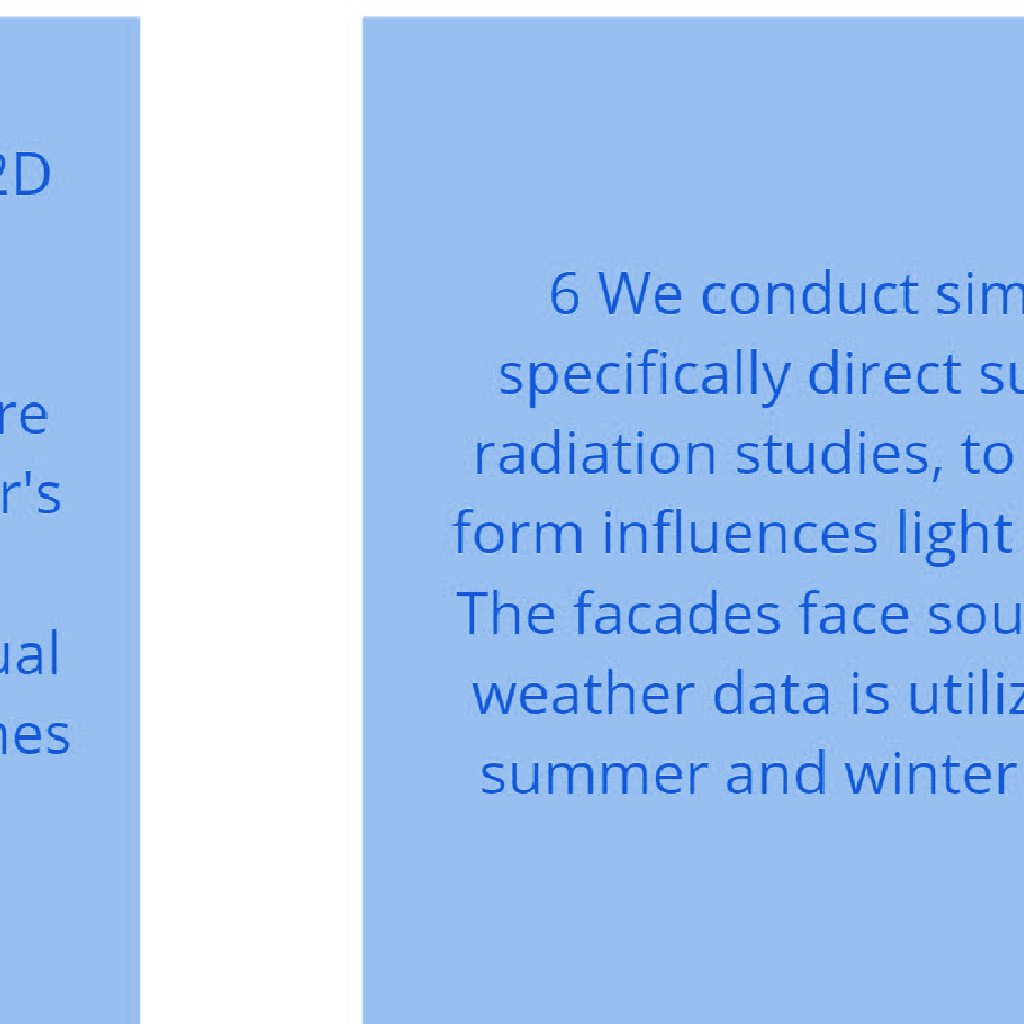 2D
re
r's
ual
nes
6 We conduct sim
specifically direct su
radiation studies, to
form influences light
The facades face sou
weather data is utiliz
summer and winter